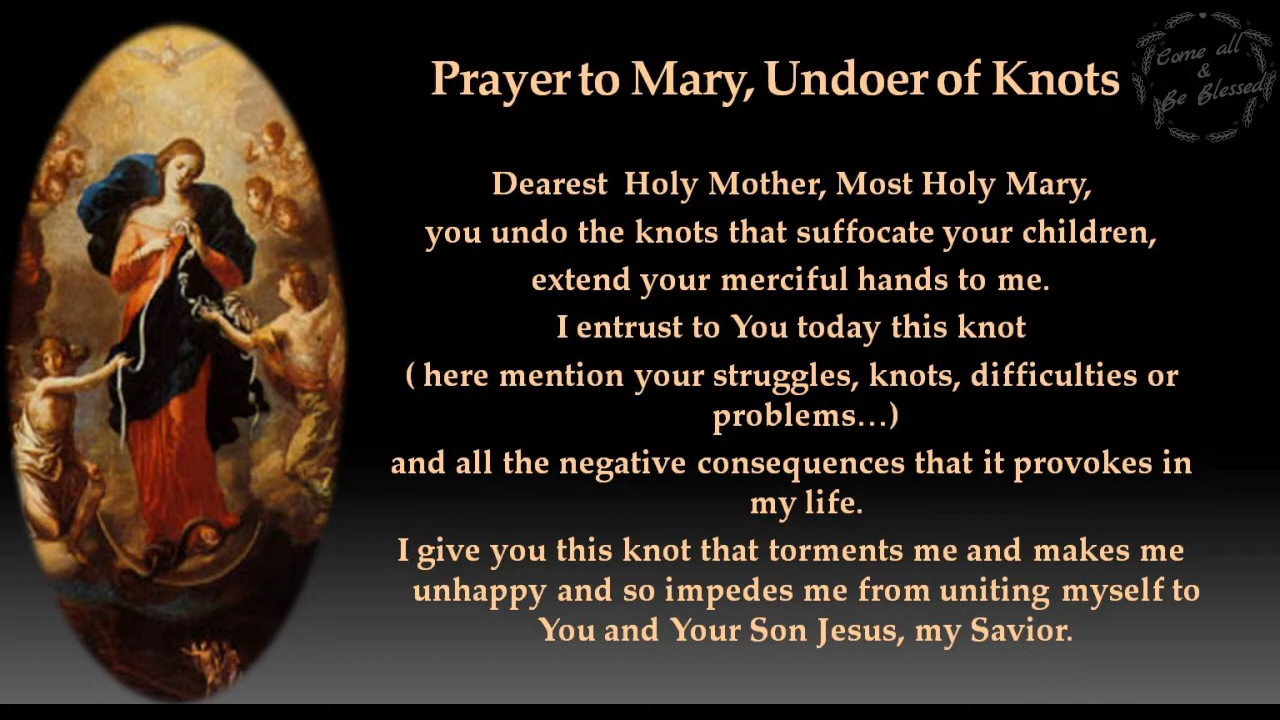 Come all
&
Be Blessed
Prayer to Mary, Undoer of Knots
Dearest Holy Mother, Most Holy Mary,
you undo the knots that suffocate your children,
extend your merciful hands to me.
I entrust to You today this knot
( here mention your struggles, knots, difficulties or
problems...)
and all the negative consequences that it provokes in
my life.
I give you this knot that torments me and makes me
unhappy and so impedes me from uniting myself to
You and Your Son Jesus, my Savior.